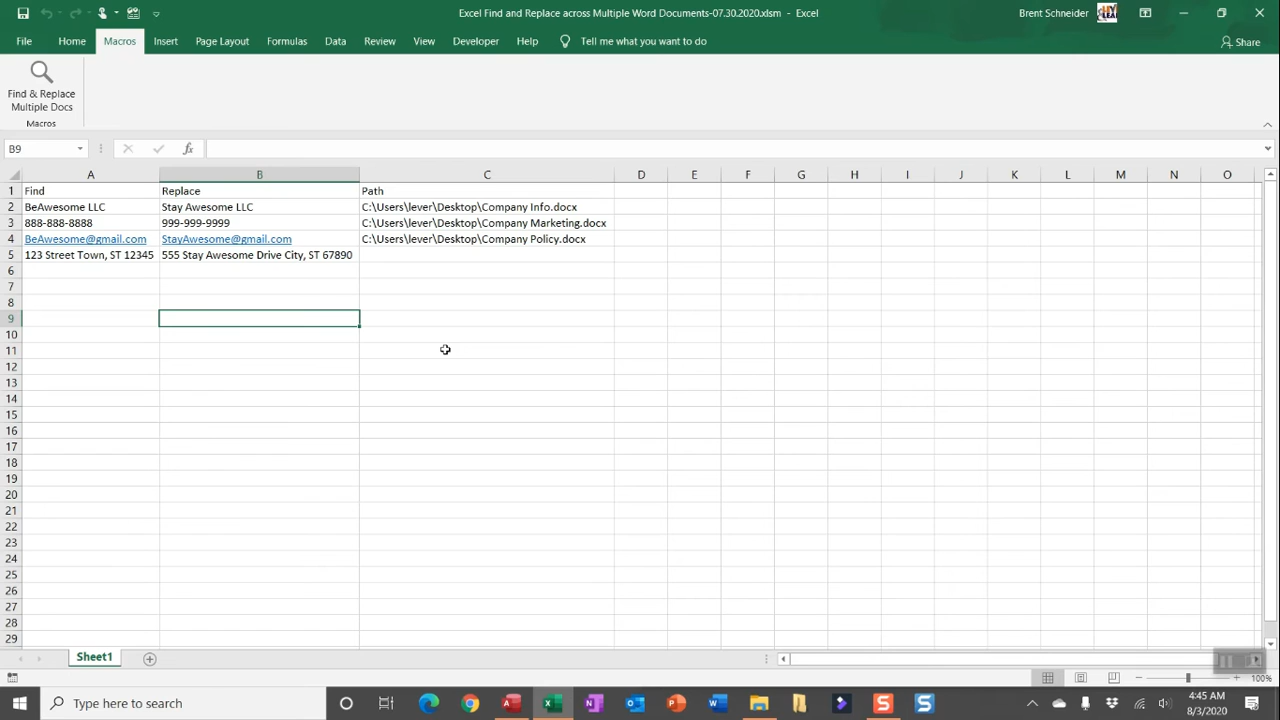 Excel Find and Replace across Multiple Word Documents-07.30.2020.xlsm - Excel
Brent Schneider
File Home Macros Insert Page Layout Formulas Data Review View Developer Help Tell me what you want to do Share
Find & Replace
Multiple Docs
Macros
B9 fx
A B C D E F G H I J K L M N O
1 Find Replace Path
2 BeAwesome LLC Stay Awesome LLC C:\Users\lever\Desktop\Company Info.docx
3 888-888-8888 999-999-9999 C:\Users\lever\Desktop\Company Marketing.docx
4 BeAwesome@gmail.com StayAwesome@gmail.com C:\Users\lever\Desktop\Company Policy.docx
5 123 Street Town, ST 12345 555 Stay Awesome Drive City, ST 67890
6
7
8
9
10
11
12
13
14
15
16
17
18
19
20
21
22
23
24
25
26
27
28
29
Sheet1
100%
Type here to search
4:45 AM
8/3/2020